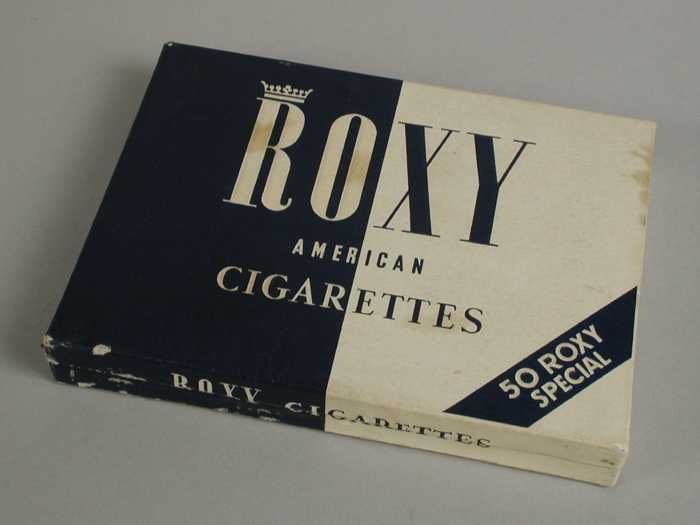 ROXY
AMERICAN
CIGARETTES
50 ROXY
SPECIAL
ROXY CIGARETTES